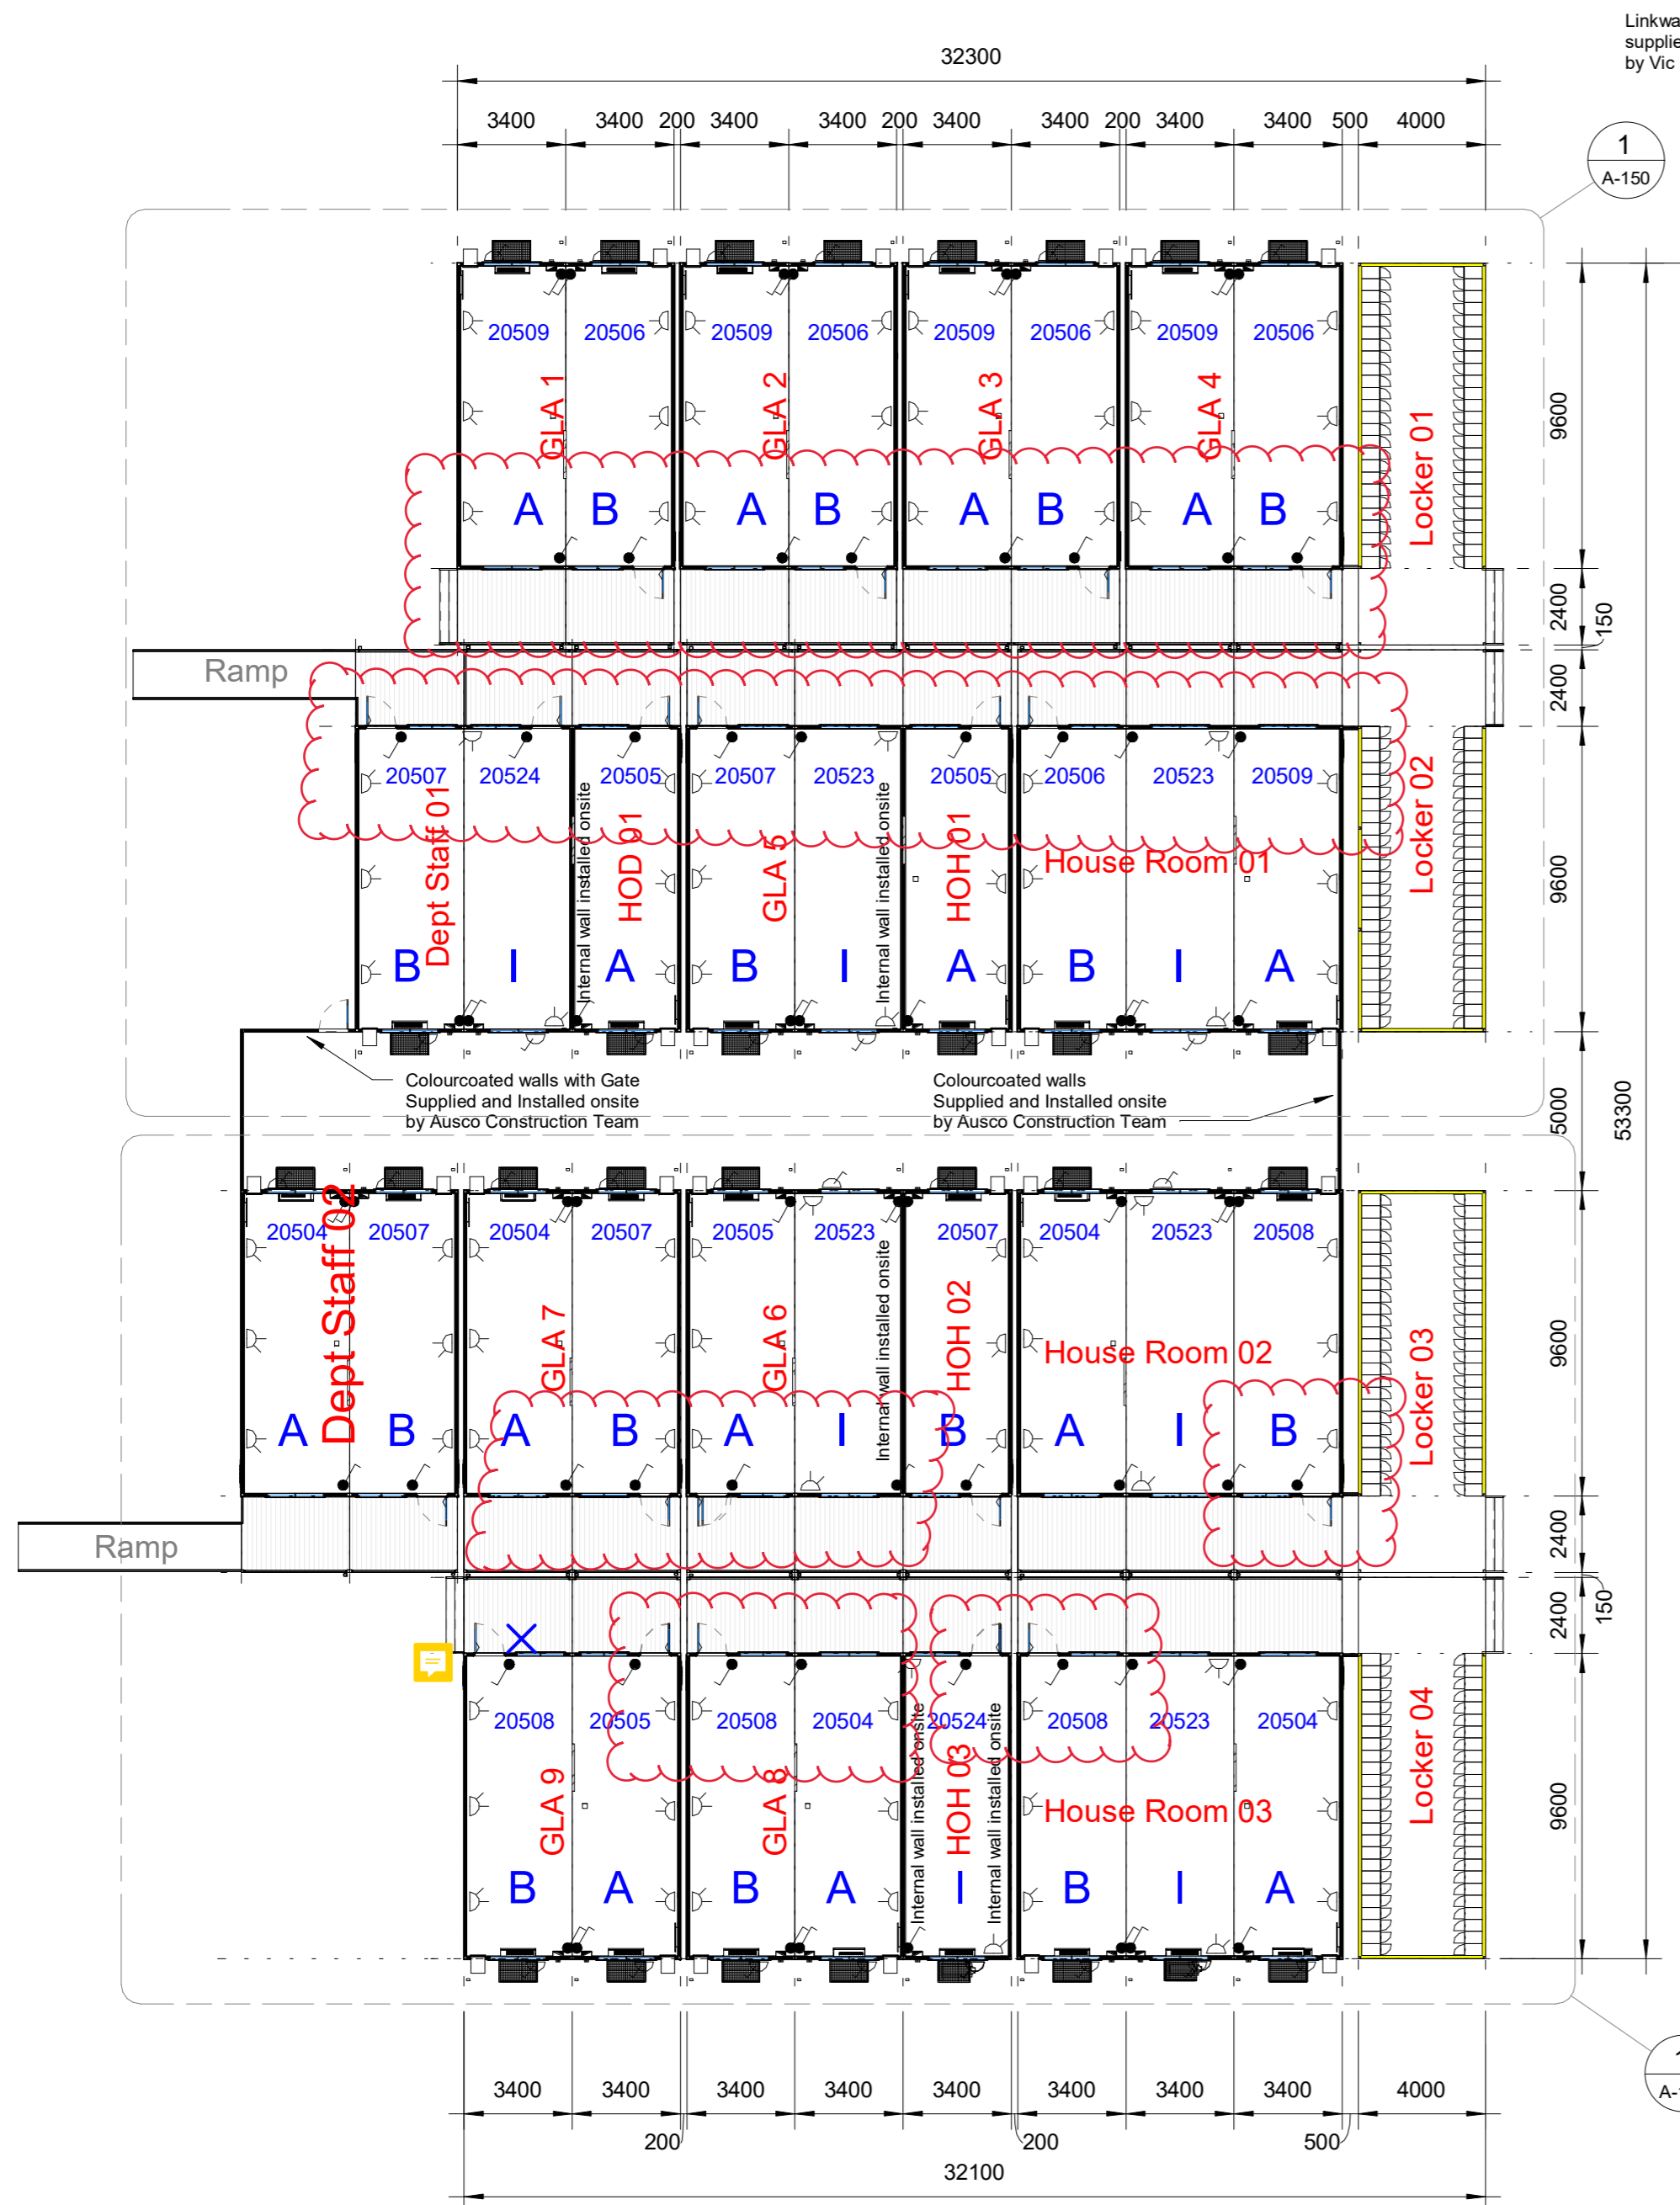 Linkwa
supplie
by Vic
32300
3400 3400 200 3400 3400 200 3400 3400 200 3400 3400 500 4000
1
A-150
20509 20506 20509 20506 20509 20506 20509 20506
GLA 1 GLA 2 GLA 3 GLA 4 Locker 01
9600
A B A B A B A B
2400
150
Ramp
2400
20507 20524 20505 20507 20523 20505 20506 20523 20509
Dept Staff 01
Internal wall installed onsite
HOD 01
GLA 5
Internal wall installed onsite
HOH 01
House Room 01
Locker 02
9600
B I A B I A B I A
Colourcoated walls with Gate
Supplied and Installed onsite
by Ausco Construction Team
Colourcoated walls
Supplied and Installed onsite
by Ausco Construction Team
5000
53300
20504 20507 20504 20507 20505 20523 20507 20504 20523 20508
Dept Staff 02
GLA 7
GLA 6
Internal wall installed onsite
HOH 02
House Room 02
Locker 03
9600
A B A B A I B A I B
2400
150
Ramp
2400
20508 20505 20508 20504 20524 20508 20523 20504
GLA 9
GLA 8
Internal wall installed onsite
HOH 03
Internal wall installed onsite
House Room 03
Locker 04
9600
B A B A I B I A
3400 3400 3400 3400 3400 3400 3400 3400 4000
200 200 500
32100